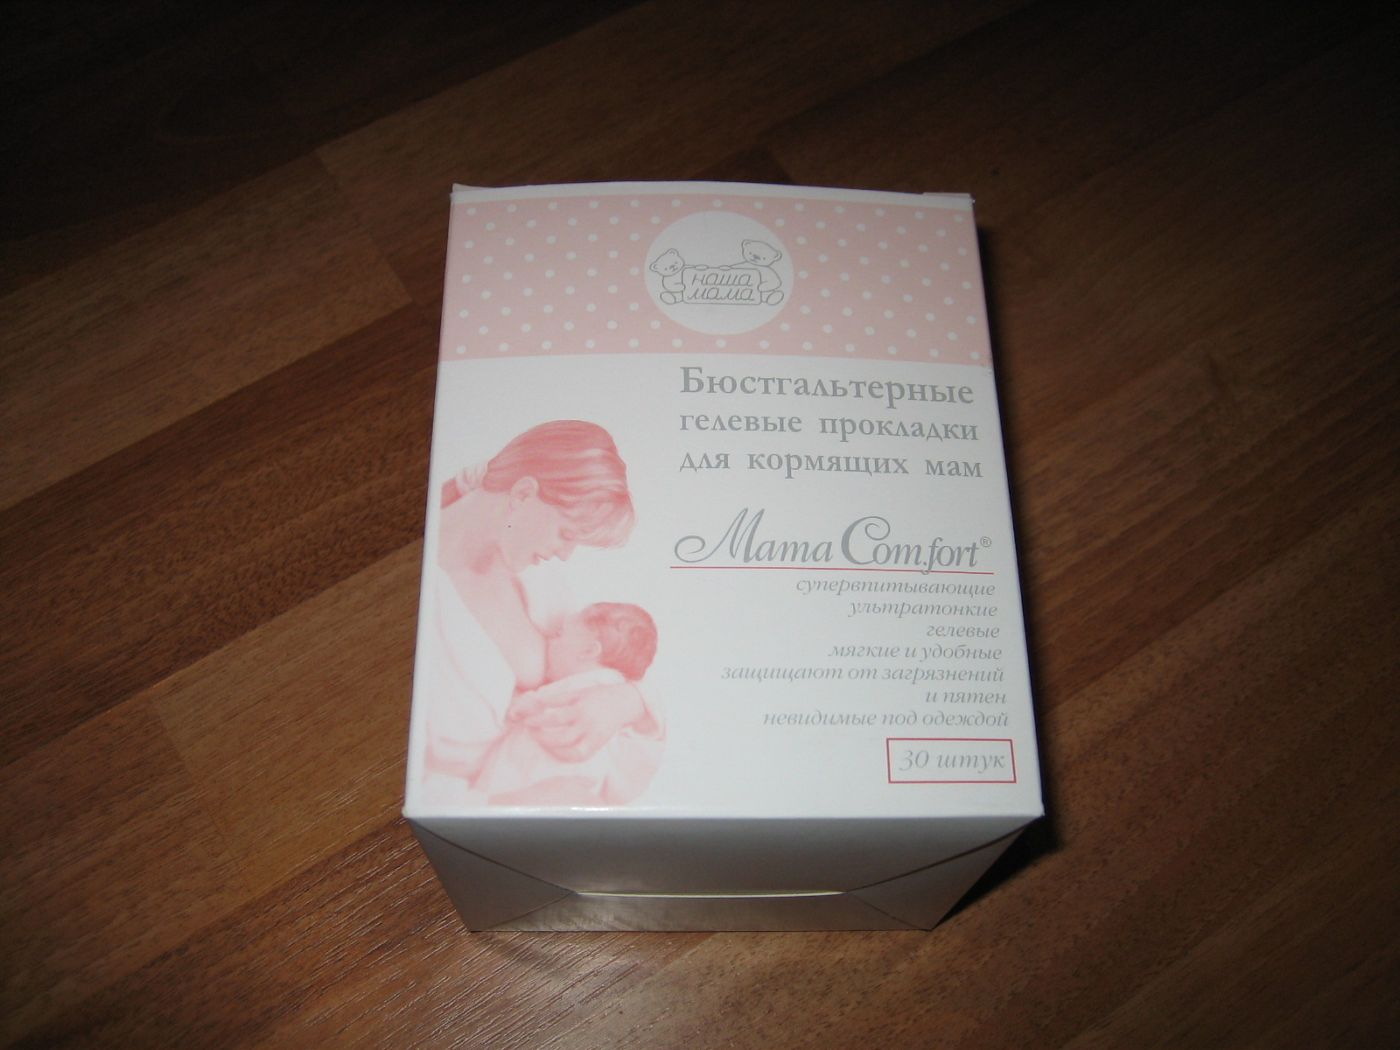 наша
мама
Бюстгальтерные
гелевые прокладки
для кормящих мам
Mama Comfort®
супервпитывающие
ультратонкие
гелевые
мягкие и удобные
защищают от загрязнений
и пятен
невидимые под одеждой
30 штук